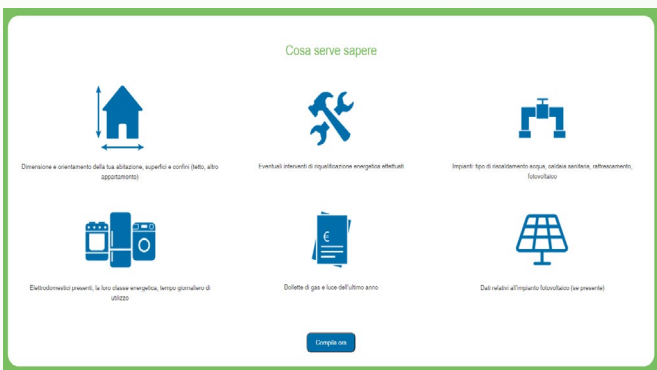 Cosa serve sapere
Dimensione e orientamento della tua abitazione, superfici e confini (tetto, altro
appartamento)
Eventuali interventi di riqualificazione energetica effettuati
Impianti: tipo di riscaldamento acqua, caldaia sanitaria, raffrescamento,
fotovoltaico
€
Elettrodomestici presenti, la loro classe energetica, tempo giornaliero di
utilizzo
Bollette di gas e luce dell'ultimo anno
Dati relativi all'impianto fotovoltaico (se presente)
Compila ora